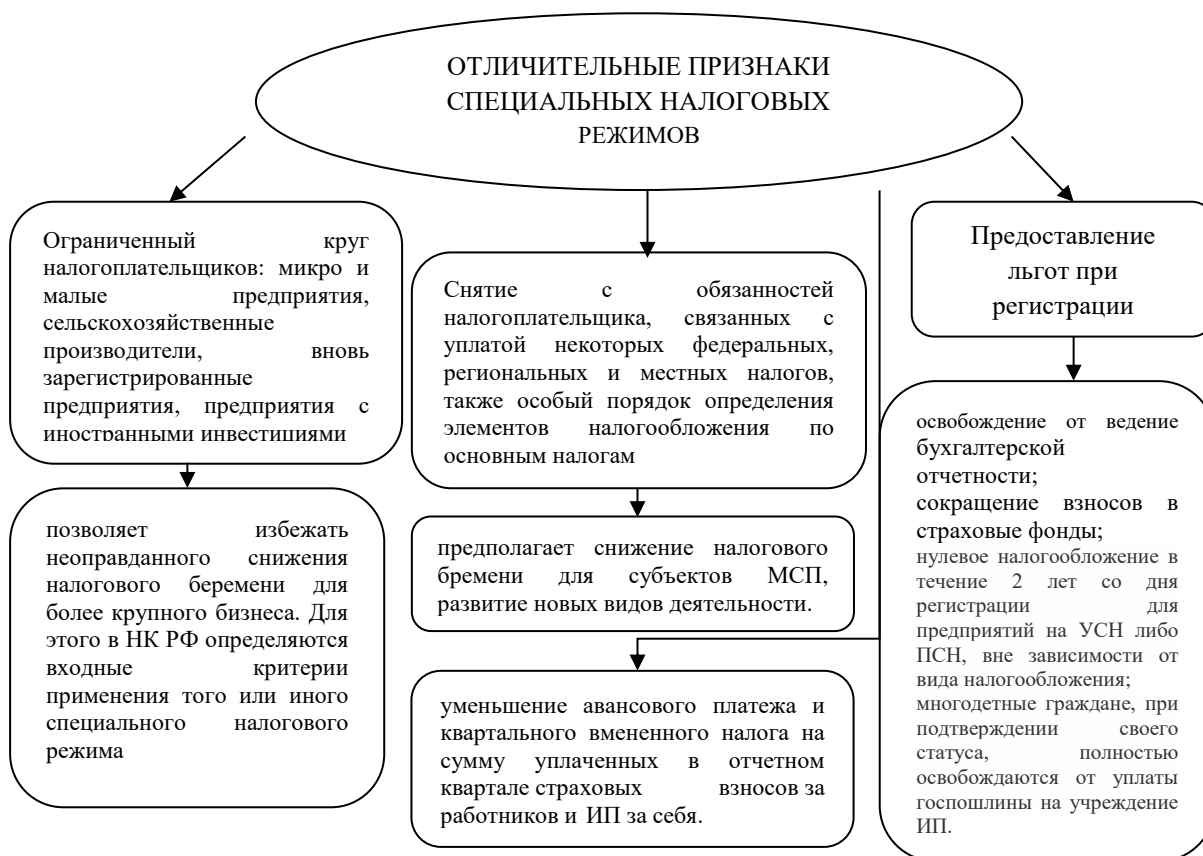 ОТЛИЧИТЕЛЬНЫЕ ПРИЗНАКИ
СПЕЦИАЛЬНЫХ НАЛОГОВЫХ
РЕЖИМОВ
Ограниченный круг
налогоплательщиков: микро и
малые предприятия,
сельскохозяйственные
производители, вновь
зарегистрированные
предприятия, предприятия с
иностранными инвестициями
позволяет избежать
неоправданного снижения
налогового беремени для
более крупного бизнеса. Для
этого в НК РФ определяются
входные критерии
применения того или иного
специального налогового
режима
Снятие с обязанностей
налогоплательщика, связанных с
уплатой некоторых федеральных,
региональных и местных налогов,
также особый порядок определения
элементов налогообложения по
основным налогам
предполагает снижение налогового
бремени для субъектов МСП,
развитие новых видов деятельности.
уменьшение авансового платежа и
квартального вмененного налога на
сумму уплаченных в отчетном
квартале страховых взносов за
работников и ИП за себя.
Предоставление
льгот при
регистрации
освобождение от ведение
бухгалтерской
отчетности;
сокращение взносов в
страховые фонды;
нулевое налогообложение в
течение 2 лет со дня
регистрации для
предприятий на УСН либо
ПСН, вне зависимости от
вида налогообложения;
многодетные граждане, при
подтверждении своего
статуса, полностью
освобождаются от уплаты
госпошлины на учреждение
ИП.